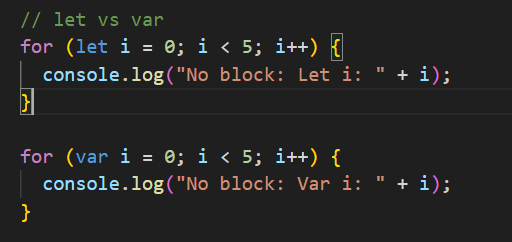 // let vs var
for (let i = 0; i < 5; i++) {
  console.log("No block: Let i: " + i);
}
for (var i = 0; i < 5; i++) {
  console.log("No block: Var i: " + i);
}